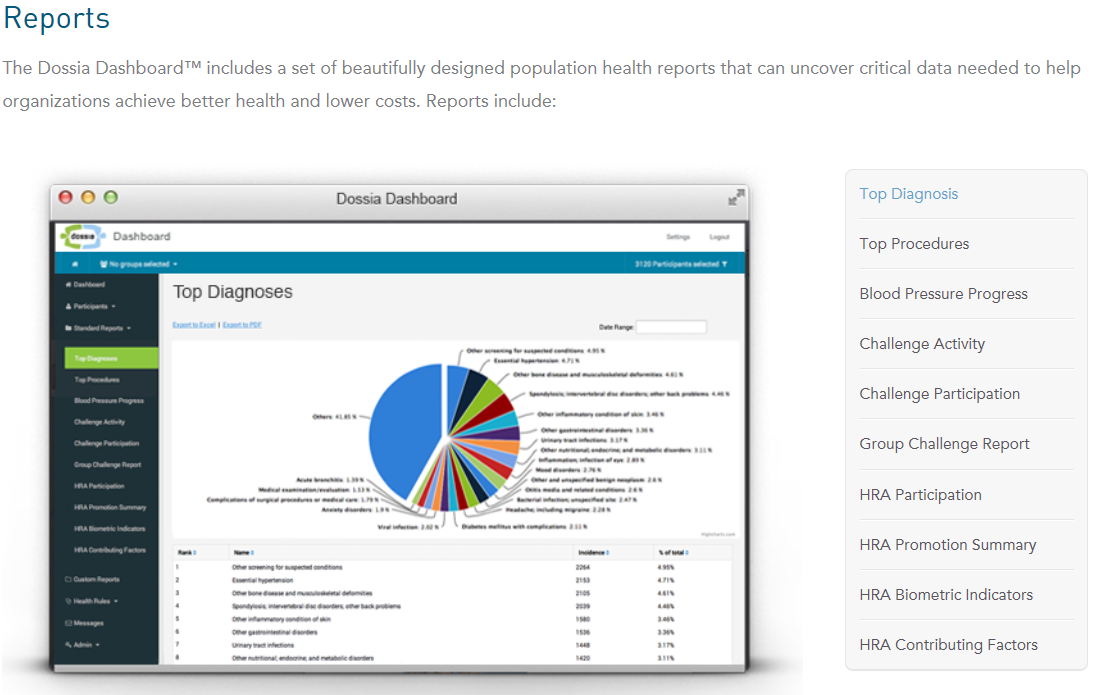 Reports
The Dossia Dashboard™ includes a set of beautifully designed population health reports that can uncover critical data needed to help
organizations achieve better health and lower costs. Reports include:
Dossia Dashboard
dossia Dashboard
Settings Logout
No groups selected
3120 Participants selected
Dashboard
Participants
Standard Reports
Top Diagnoses
Top Procedures
Blood Pressure Progress
Challenge Activity
Challenge Participation
Group Challenge Report
HRA Participation
HRA Promotion Summary
HRA Biometric Indicators
HRA Contributing Factors
Custom Reports
Health Rules
Messages
Admin
Top Diagnoses
Export to Excel | Export to PDF
Date Range:
Other screening for suspected conditions: 4.95 %
Essential hypertension: 4.71 %
Other bone disease and musculoskeletal deformities: 4.61 %
Spondylosis; intervertebral disc disorders; other back problems: 4.46 %
Other inflammatory condition of skin: 3.46 %
Other gastrointestinal disorders: 3.36 %
Urinary tract infections: 3.17 %
Other nutritional; endocrine; and metabolic disorders: 3.11 %
Inflammation; infection of eye: 2.89 %
Mood disorders: 2.76 %
Other and unspecified benign neoplasm: 2.6 %
Otitis media and related conditions: 2.6 %
Bacterial infection; unspecified site: 2.47 %
Headache; including migraine: 2.28 %
Diabetes mellitus with complications: 2.11 %
Viral infection: 2.02 %
Anxiety disorders: 1.9 %
Complications of surgical procedures or medical care: 1.79 %
Medical examination/evaluation: 1.53 %
Acute bronchitis: 1.39 %
Others: 41.85 %
Highcharts.com
Rank Name Incidence % of total
1 Other screening for suspected conditions 2264 4.95%
2 Essential hypertension 2153 4.71%
3 Other bone disease and musculoskeletal deformities 2105 4.61%
4 Spondylosis; intervertebral disc disorders; other back problems 2039 4.46%
5 Other inflammatory condition of skin 1580 3.46%
6 Other gastrointestinal disorders 1536 3.36%
7 Urinary tract infections 1448 3.17%
8 Other nutritional; endocrine; and metabolic disorders 1420 3.11%
Top Diagnosis
Top Procedures
Blood Pressure Progress
Challenge Activity
Challenge Participation
Group Challenge Report
HRA Participation
HRA Promotion Summary
HRA Biometric Indicators
HRA Contributing Factors